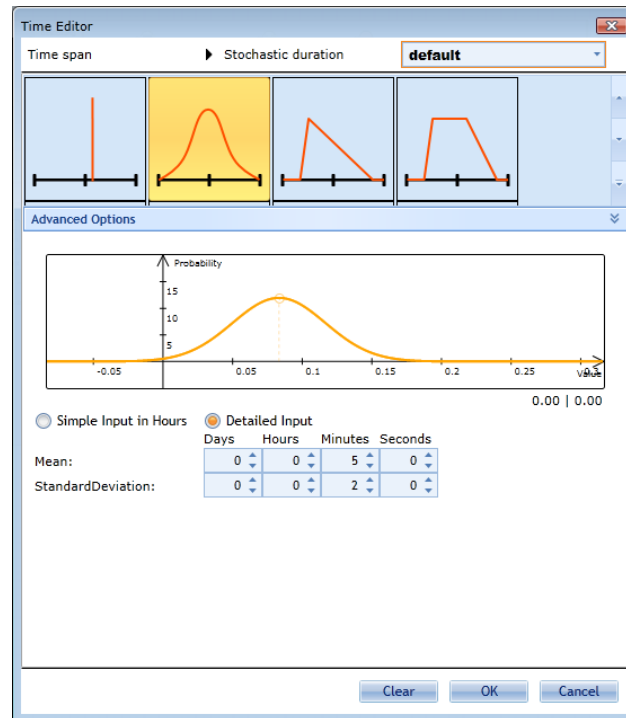 Time Editor
Time span Stochastic duration default
Advanced Options
Probability
15
10
5
-0.05 0.05 0.1 0.15 0.2 0.25 0.3
Value
0.00 | 0.00
Simple Input in Hours Detailed Input
Days Hours Minutes Seconds
Mean: 0 0 5 0
StandardDeviation: 0 0 2 0
Clear OK Cancel